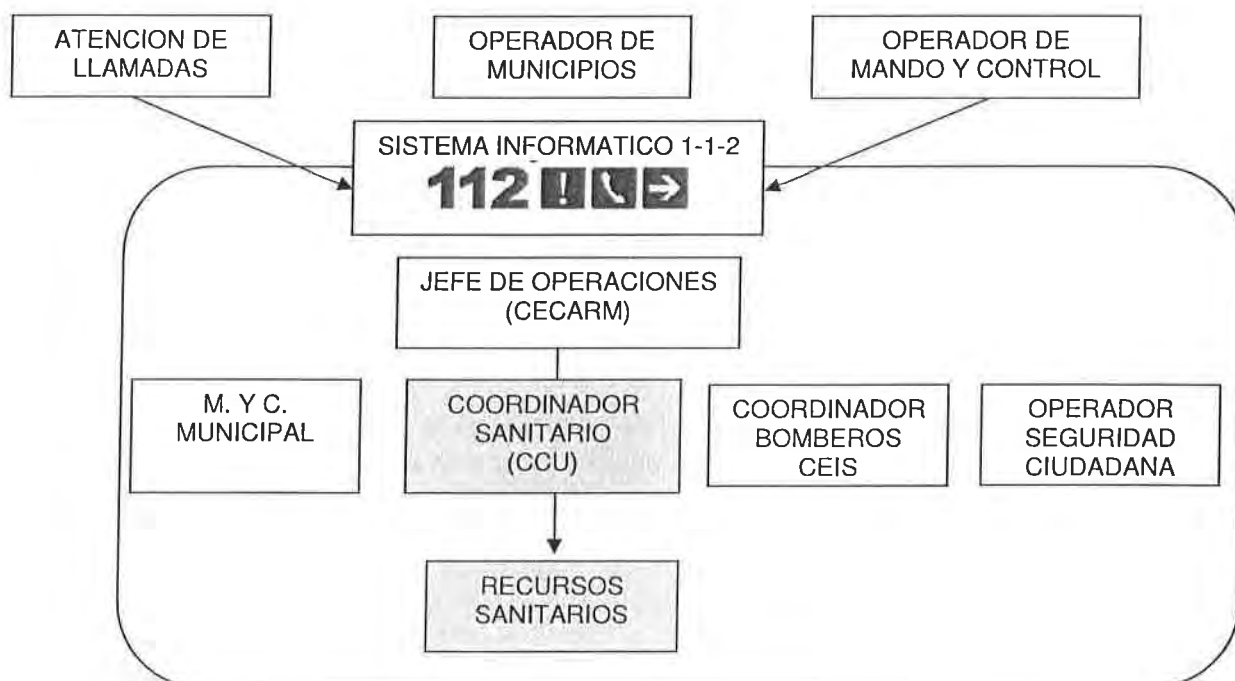 ATENCION DE
LLAMADAS
OPERADOR DE
MUNICIPIOS
OPERADOR DE
MANDO Y CONTROL
SISTEMA INFORMATICO 1-1-2
112
JEFE DE OPERACIONES
(CECARM)
M. Y C.
MUNICIPAL
COORDINADOR
SANITARIO
(CCU)
COORDINADOR
BOMBEROS
CEIS
OPERADOR
SEGURIDAD
CIUDADANA
RECURSOS
SANITARIOS